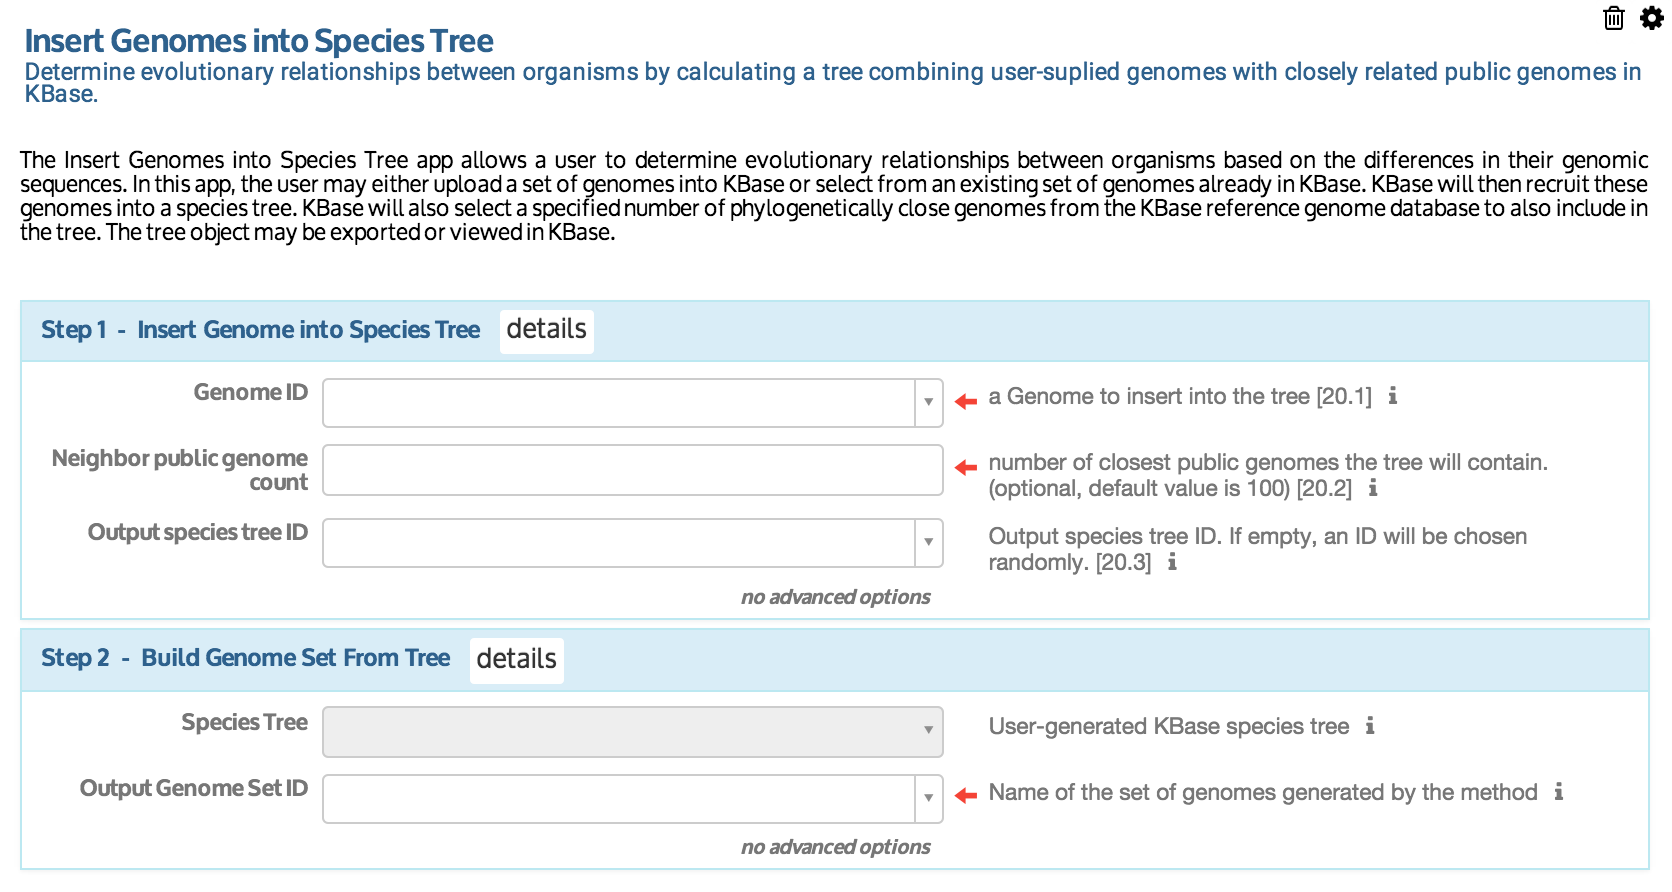 Insert Genomes into Species Tree
Determine evolutionary relationships between organisms by calculating a tree combining user-suplied genomes with closely related public genomes in
KBase.
The Insert Genomes into Species Tree app allows a user to determine evolutionary relationships between organisms based on the differences in their genomic
sequences. In this app, the user may either upload a set of genomes into KBase or select from an existing set of genomes already in KBase. KBase will then recruit these
genomes into a species tree. KBase will also select a specified number of phylogenetically close genomes from the KBase reference genome database to also include in
the tree. The tree object may be exported or viewed in KBase.
Step 1 - Insert Genome into Species Tree details
Genome ID a Genome to insert into the tree [20.1]
Neighbor public genome number of closest public genomes the tree will contain.
count (optional, default value is 100) [20.2]
Output species tree ID Output species tree ID. If empty, an ID will be chosen
randomly. [20.3]
no advanced options
Step 2 - Build Genome Set From Tree details
Species Tree User-generated KBase species tree
Output Genome Set ID Name of the set of genomes generated by the method
no advanced options